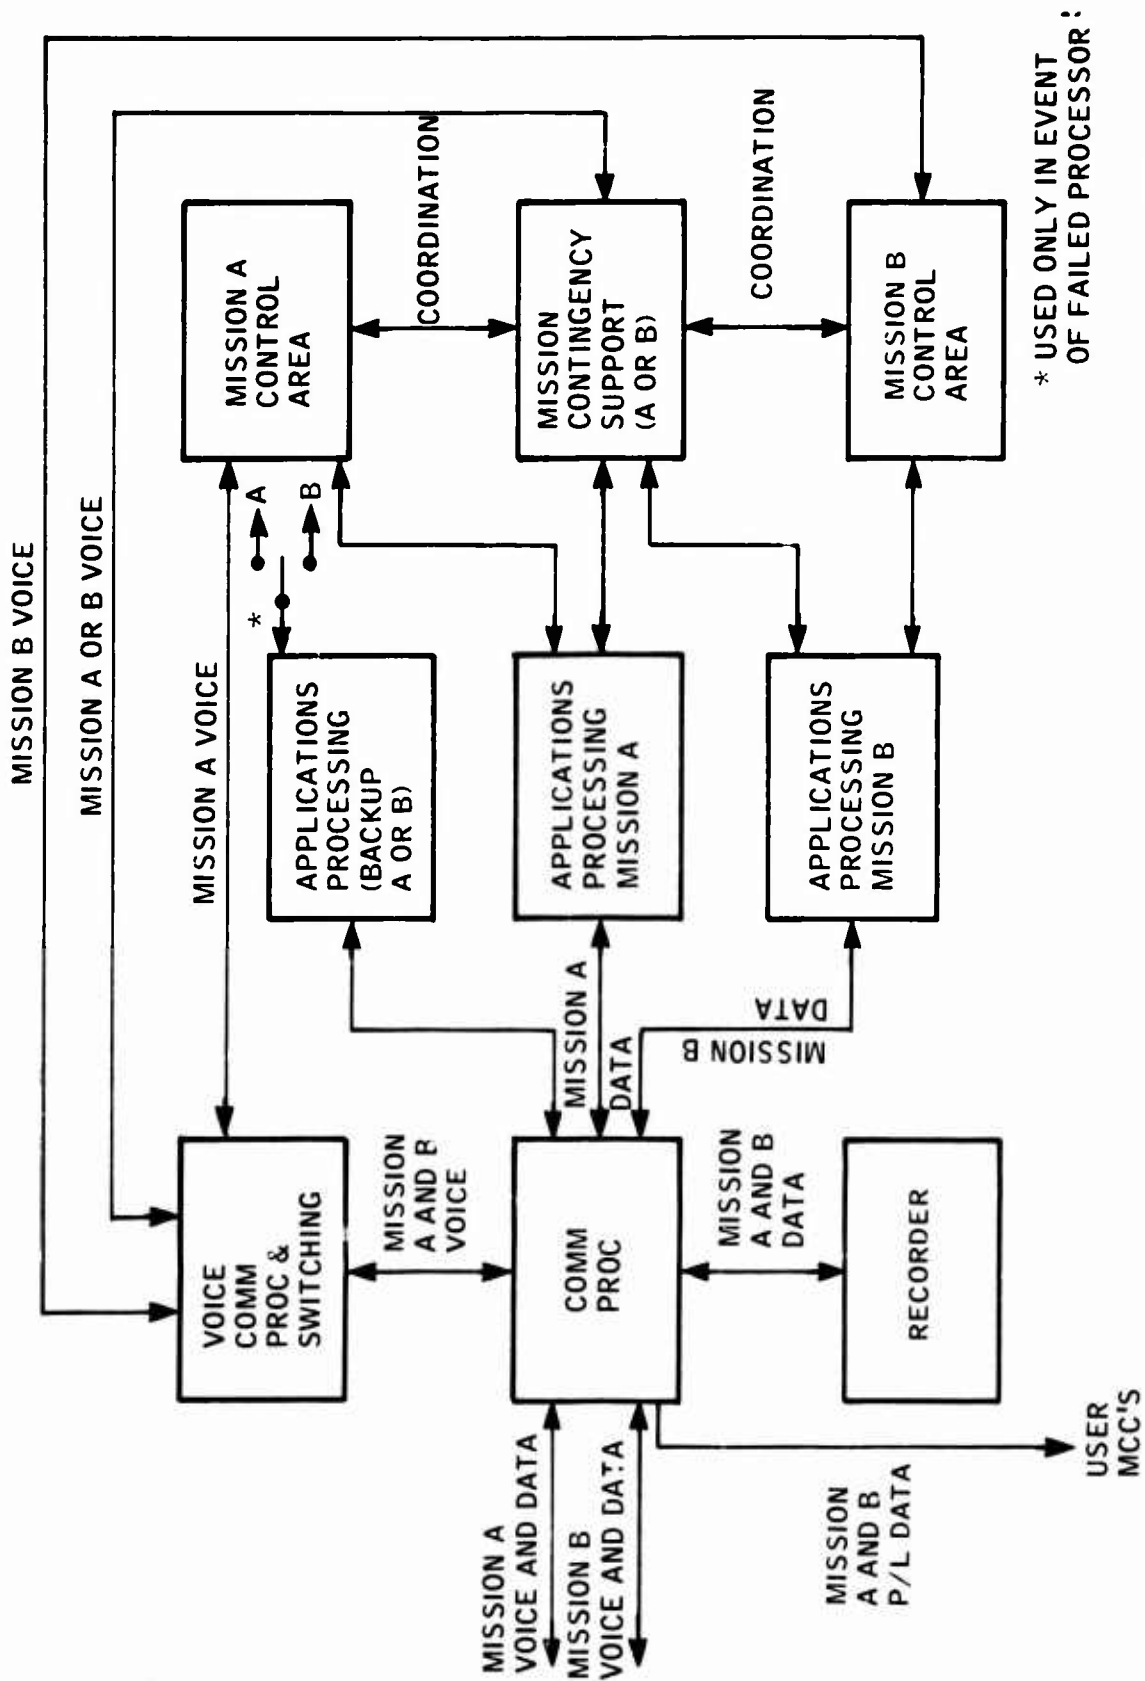 MISSION B VOICE
MISSION A OR B VOICE
MISSION A VOICE
VOICE
COMM
PROC &
SWITCHING
*
A
B
MISSION A
CONTROL
AREA
APPLICATIONS
PROCESSING
(BACKUP
A OR B)
MISSION
A AND B
VOICE
COORDINATION
MISSION A
VOICE AND DATA
MISSION B
VOICE AND DATA
COMM
PROC
MISSION A
DATA
APPLICATIONS
PROCESSING
MISSION A
MISSION
CONTINGENCY
SUPPORT
(A OR B)
MISSION B
DATA
MISSION
A AND B
DATA
COORDINATION
APPLICATIONS
PROCESSING
MISSION B
MISSION B
CONTROL
AREA
RECORDER
MISSION
A AND B
P/L DATA
USER
MCC'S
* USED ONLY IN EVENT
OF FAILED PROCESSOR